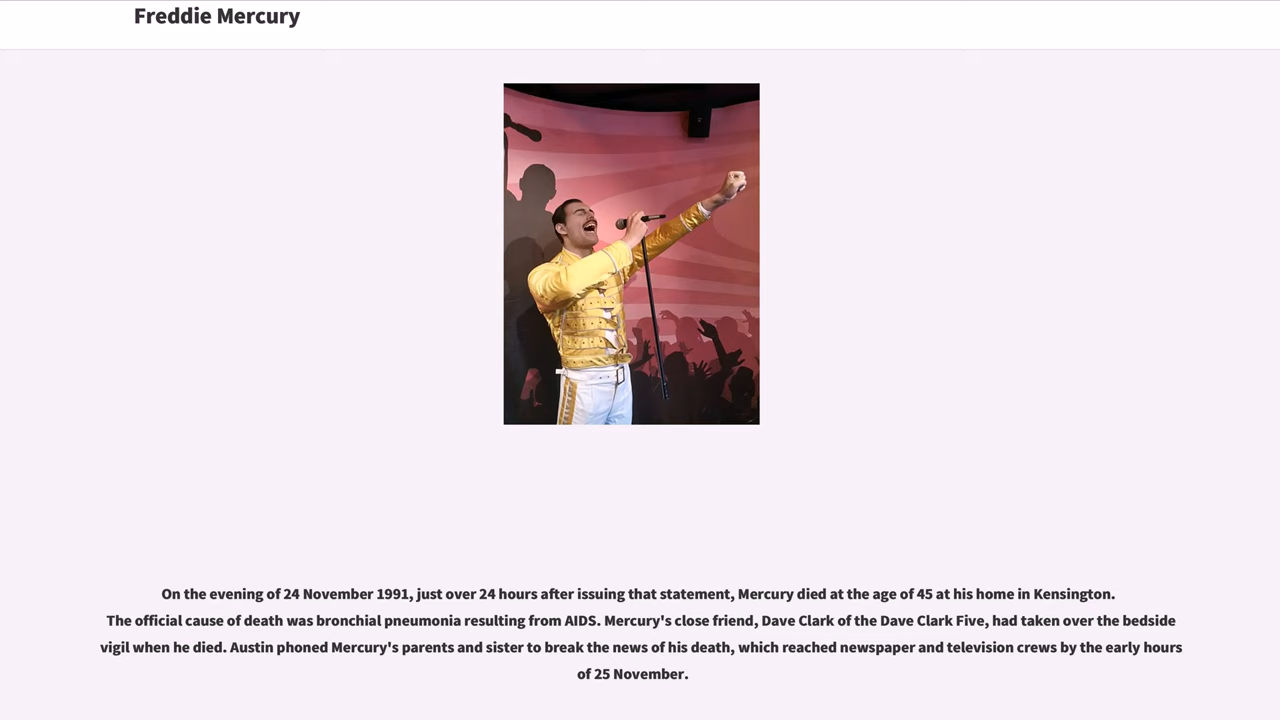 Freddie Mercury
On the evening of 24 November 1991, just over 24 hours after issuing that statement, Mercury died at the age of 45 at his home in Kensington.
The official cause of death was bronchial pneumonia resulting from AIDS. Mercury's close friend, Dave Clark of the Dave Clark Five, had taken over the bedside
vigil when he died. Austin phoned Mercury's parents and sister to break the news of his death, which reached newspaper and television crews by the early hours
of 25 November.